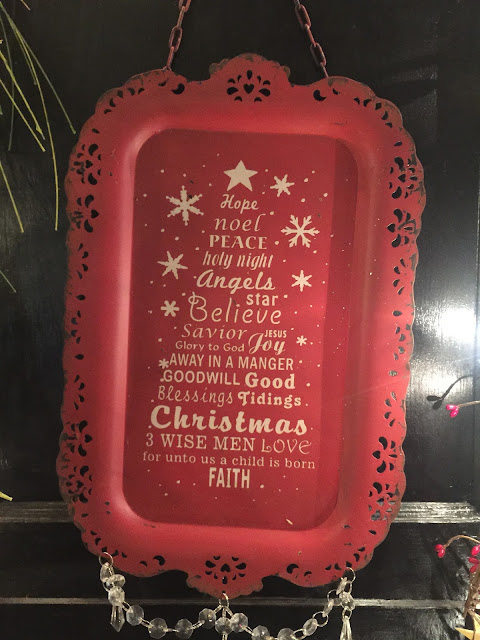 Hope
noel
PEACE
holy night
Angels
star
Believe
Savior JESUS
Glory to God Joy
AWAY IN A MANGER
GOODWILL Good
Blessings Tidings
Christmas
3 WISE MEN LOVE
for unto us a child is born
FAITH